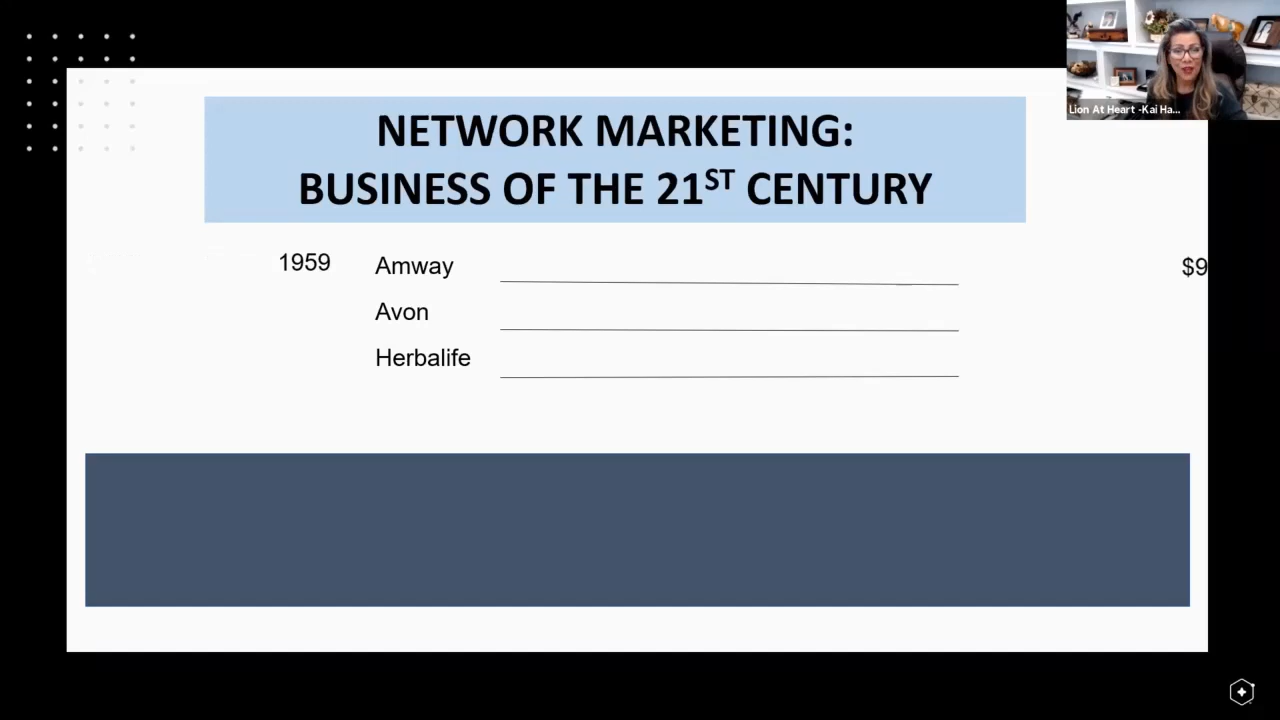 Lion At Heart -Kai Ha...
NETWORK MARKETING:
BUSINESS OF THE 21ST CENTURY
1959 Amway $9
Avon
Herbalife